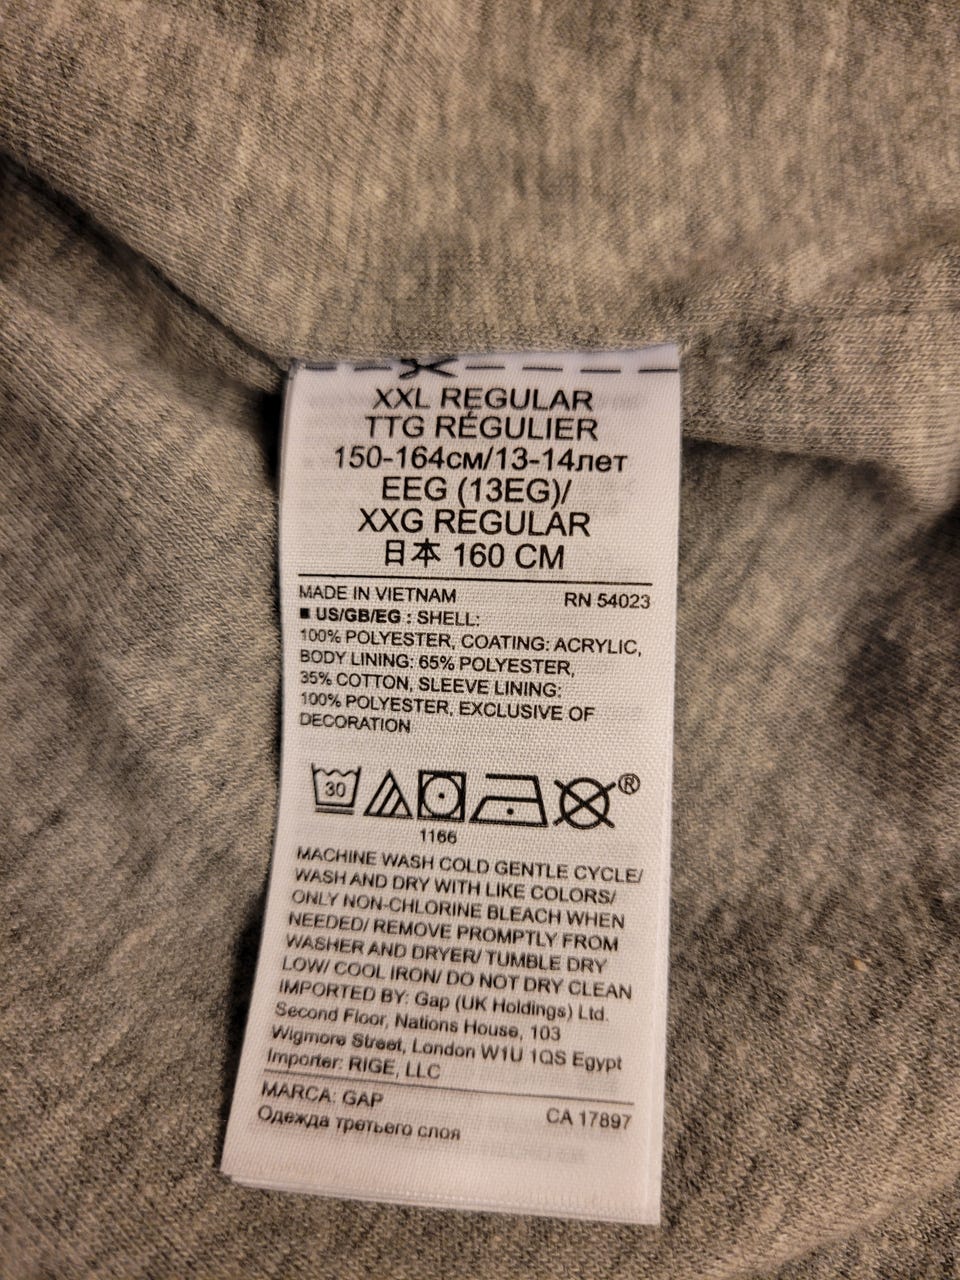 XXL REGULAR
TTG RÉGULIER
150-164см/13-14лет
EEG (13EG)/
XXG REGULAR
日本 160 CM
MADE IN VIETNAM RN 54023
■ US/GB/EG : SHELL:
100% POLYESTER, COATING: ACRYLIC,
BODY LINING: 65% POLYESTER,
35% COTTON, SLEEVE LINING:
100% POLYESTER, EXCLUSIVE OF
DECORATION
30 ®
1166
MACHINE WASH COLD GENTLE CYCLE/
WASH AND DRY WITH LIKE COLORS/
ONLY NON-CHLORINE BLEACH WHEN
NEEDED/ REMOVE PROMPTLY FROM
WASHER AND DRYER/ TUMBLE DRY
LOW/ COOL IRON/ DO NOT DRY CLEAN
IMPORTED BY: Gap (UK Holdings) Ltd.
Second Floor, Nations House, 103
Wigmore Street, London W1U 1QS Egypt
Importer: RIGE, LLC
MARCA: GAP CA 17897
Одежда третьего слоя